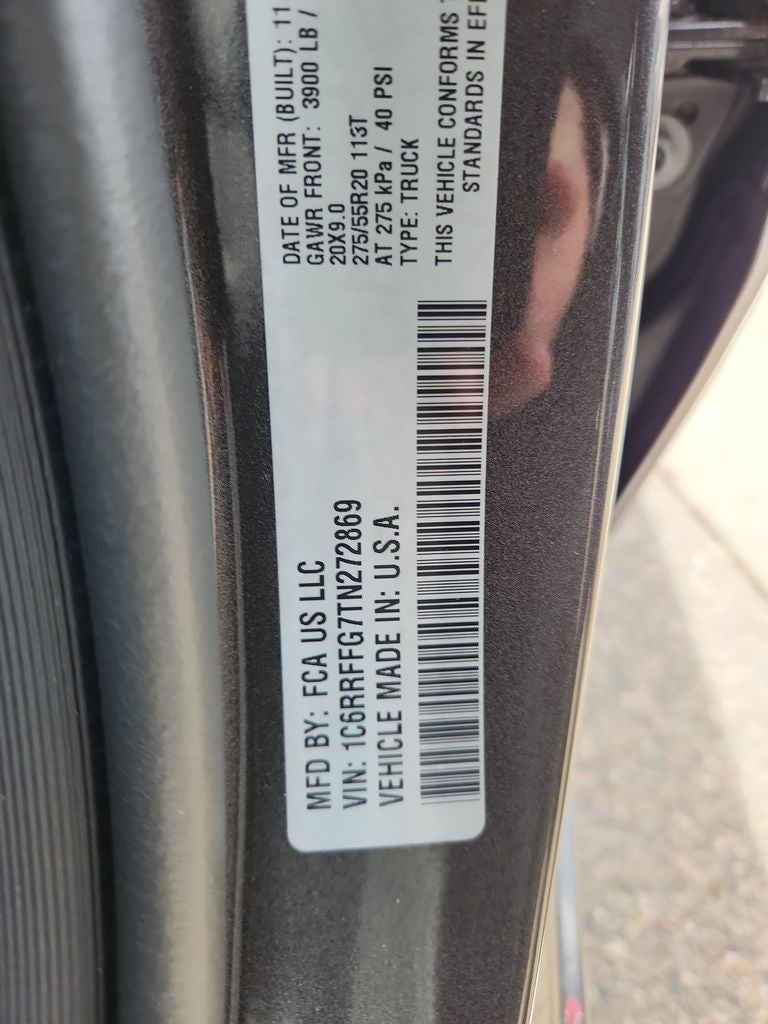 MFD BY: FCA US LLC
VIN: 1C6RRFFG7TN272869
VEHICLE MADE IN: U.S.A.
DATE OF MFR (BUILT): 11
GAWR FRONT: 3900 LB /
20X9.0
275/55R20 113T
AT 275 kPa / 40 PSI
TYPE: TRUCK
THIS VEHICLE CONFORMS
STANDARDS IN